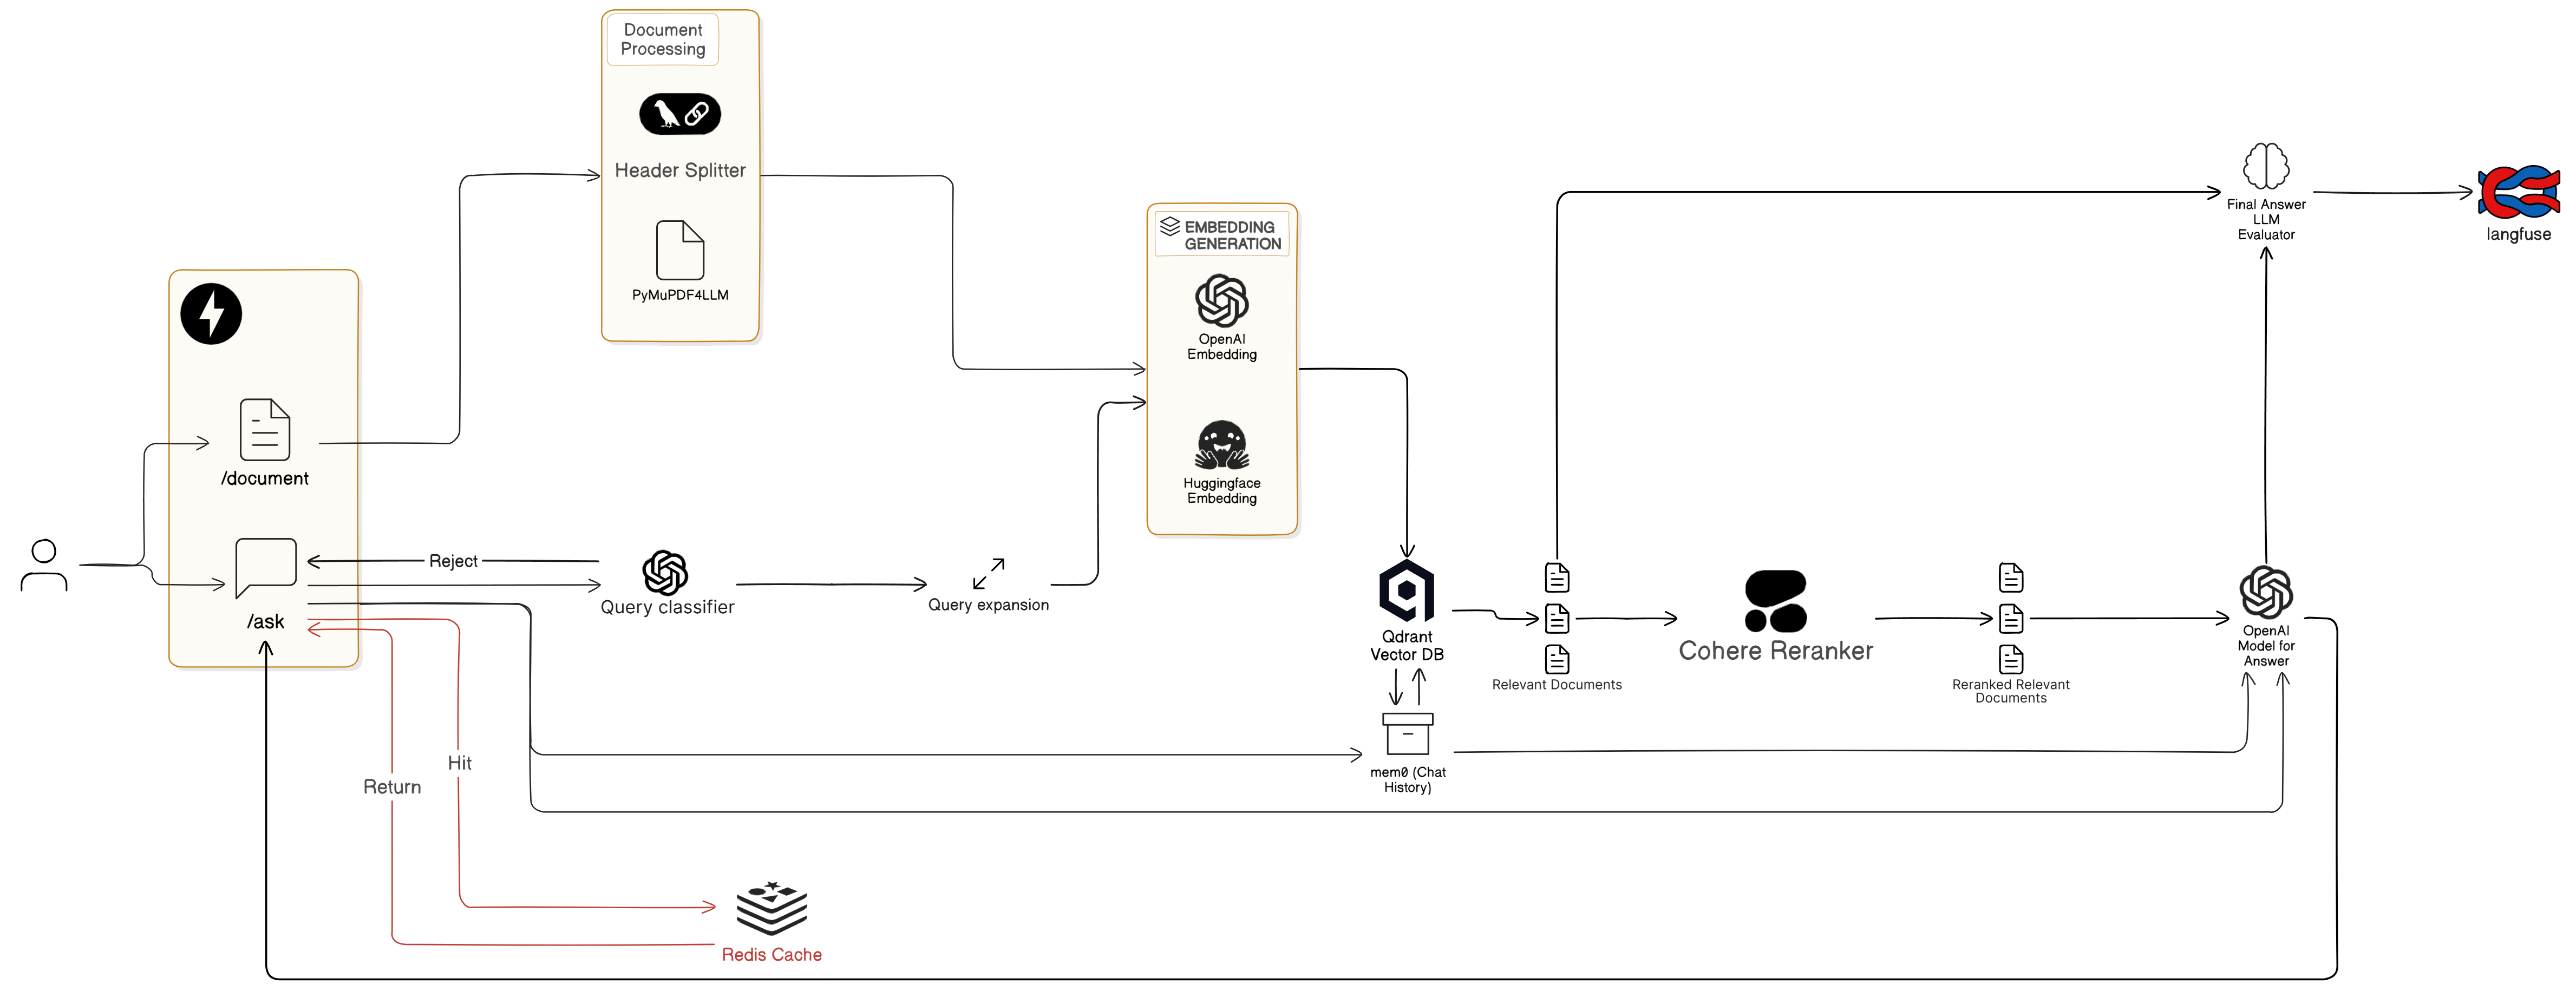 Document
Processing
Header Splitter
PyMuPDF4LLM
EMBEDDING
GENERATION
OpenAI
Embedding
Huggingface
Embedding
Final Answer
LLM
Evaluator
langfuse
/document
/ask
Reject
Query classifier
Query expansion
Qdrant
Vector DB
Relevant Documents
Cohere Reranker
Reranked Relevant
Documents
OpenAI
Model for
Answer
mem0 (Chat
History)
Hit
Return
Redis Cache